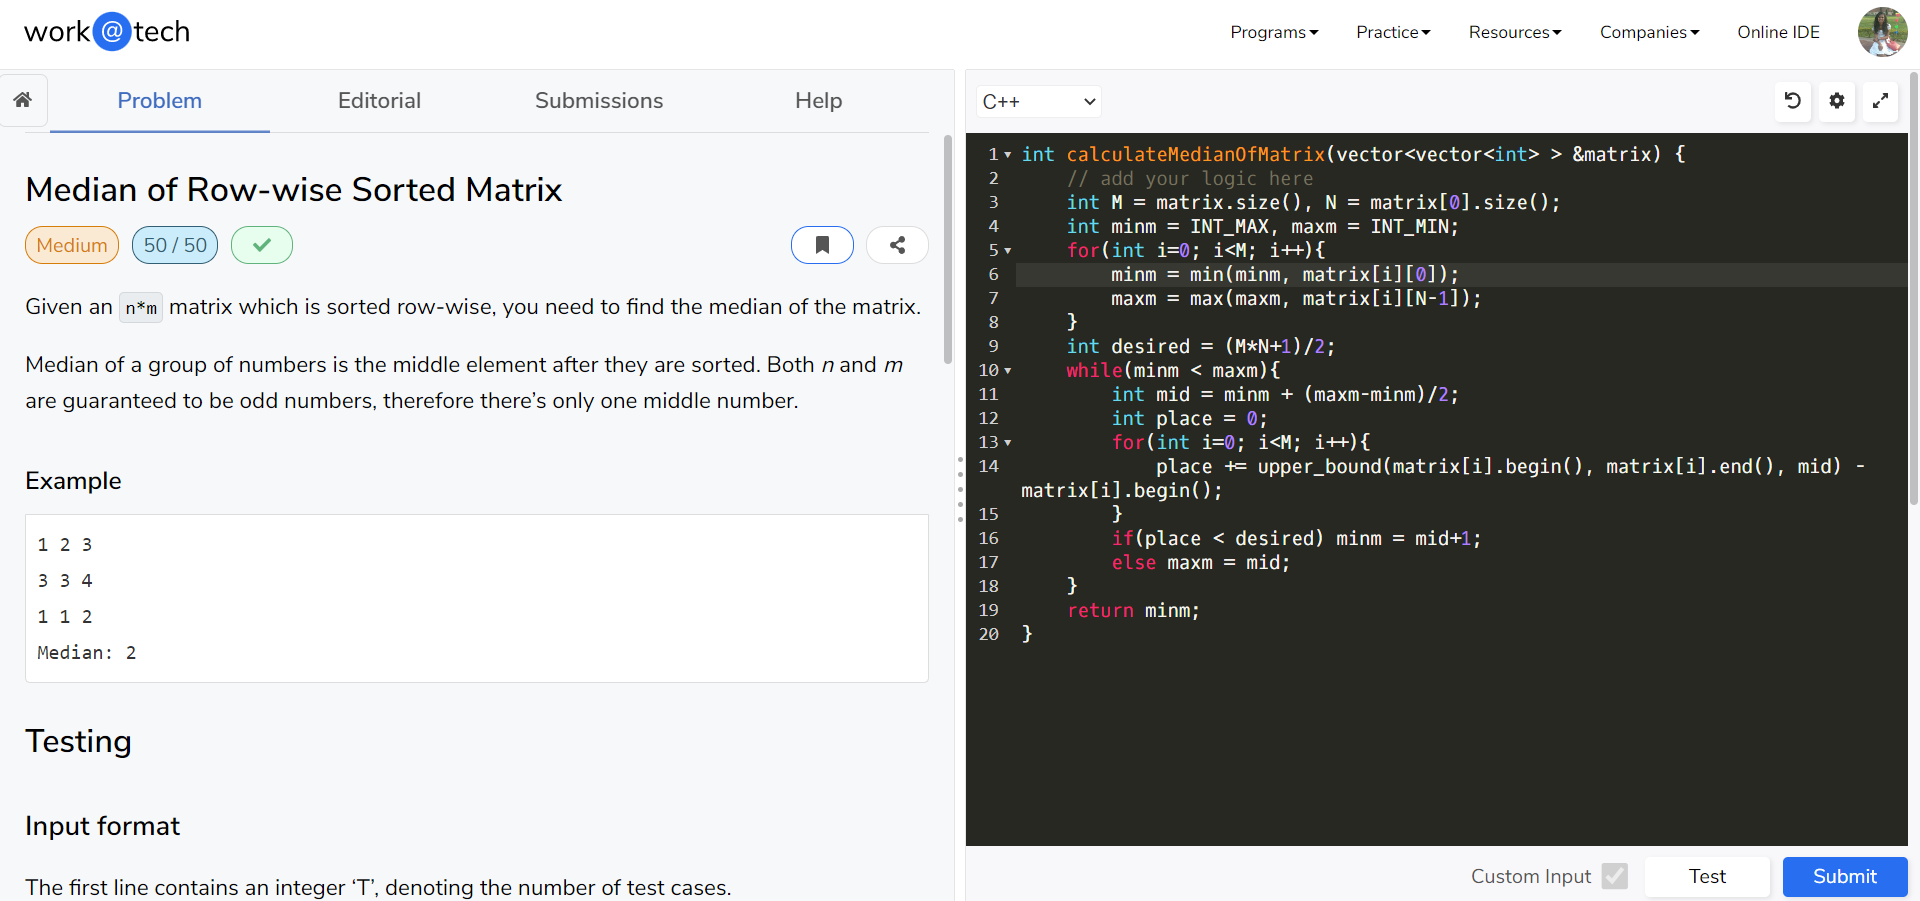 work@tech
Programs Practice Resources Companies Online IDE
Problem Editorial Submissions Help
Median of Row-wise Sorted Matrix
Medium 50 / 50
Given an n*m matrix which is sorted row-wise, you need to find the median of the matrix.
Median of a group of numbers is the middle element after they are sorted. Both n and m
are guaranteed to be odd numbers, therefore there’s only one middle number.
Example
1 2 3
3 3 4
1 1 2
Median: 2
Testing
Input format
The first line contains an integer ‘T’, denoting the number of test cases.
C++
1 int calculateMedianOfMatrix(vector<vector<int> > &matrix) {
2 // add your logic here
3 int M = matrix.size(), N = matrix[0].size();
4 int minm = INT_MAX, maxm = INT_MIN;
5 for(int i=0; i<M; i++){
6 minm = min(minm, matrix[i][0]);
7 maxm = max(maxm, matrix[i][N-1]);
8 }
9 int desired = (M*N+1)/2;
10 while(minm < maxm){
11 int mid = minm + (maxm-minm)/2;
12 int place = 0;
13 for(int i=0; i<M; i++){
14 place += upper_bound(matrix[i].begin(), matrix[i].end(), mid) -
matrix[i].begin();
15 }
16 if(place < desired) minm = mid+1;
17 else maxm = mid;
18 }
19 return minm;
20 }
Custom Input Test Submit